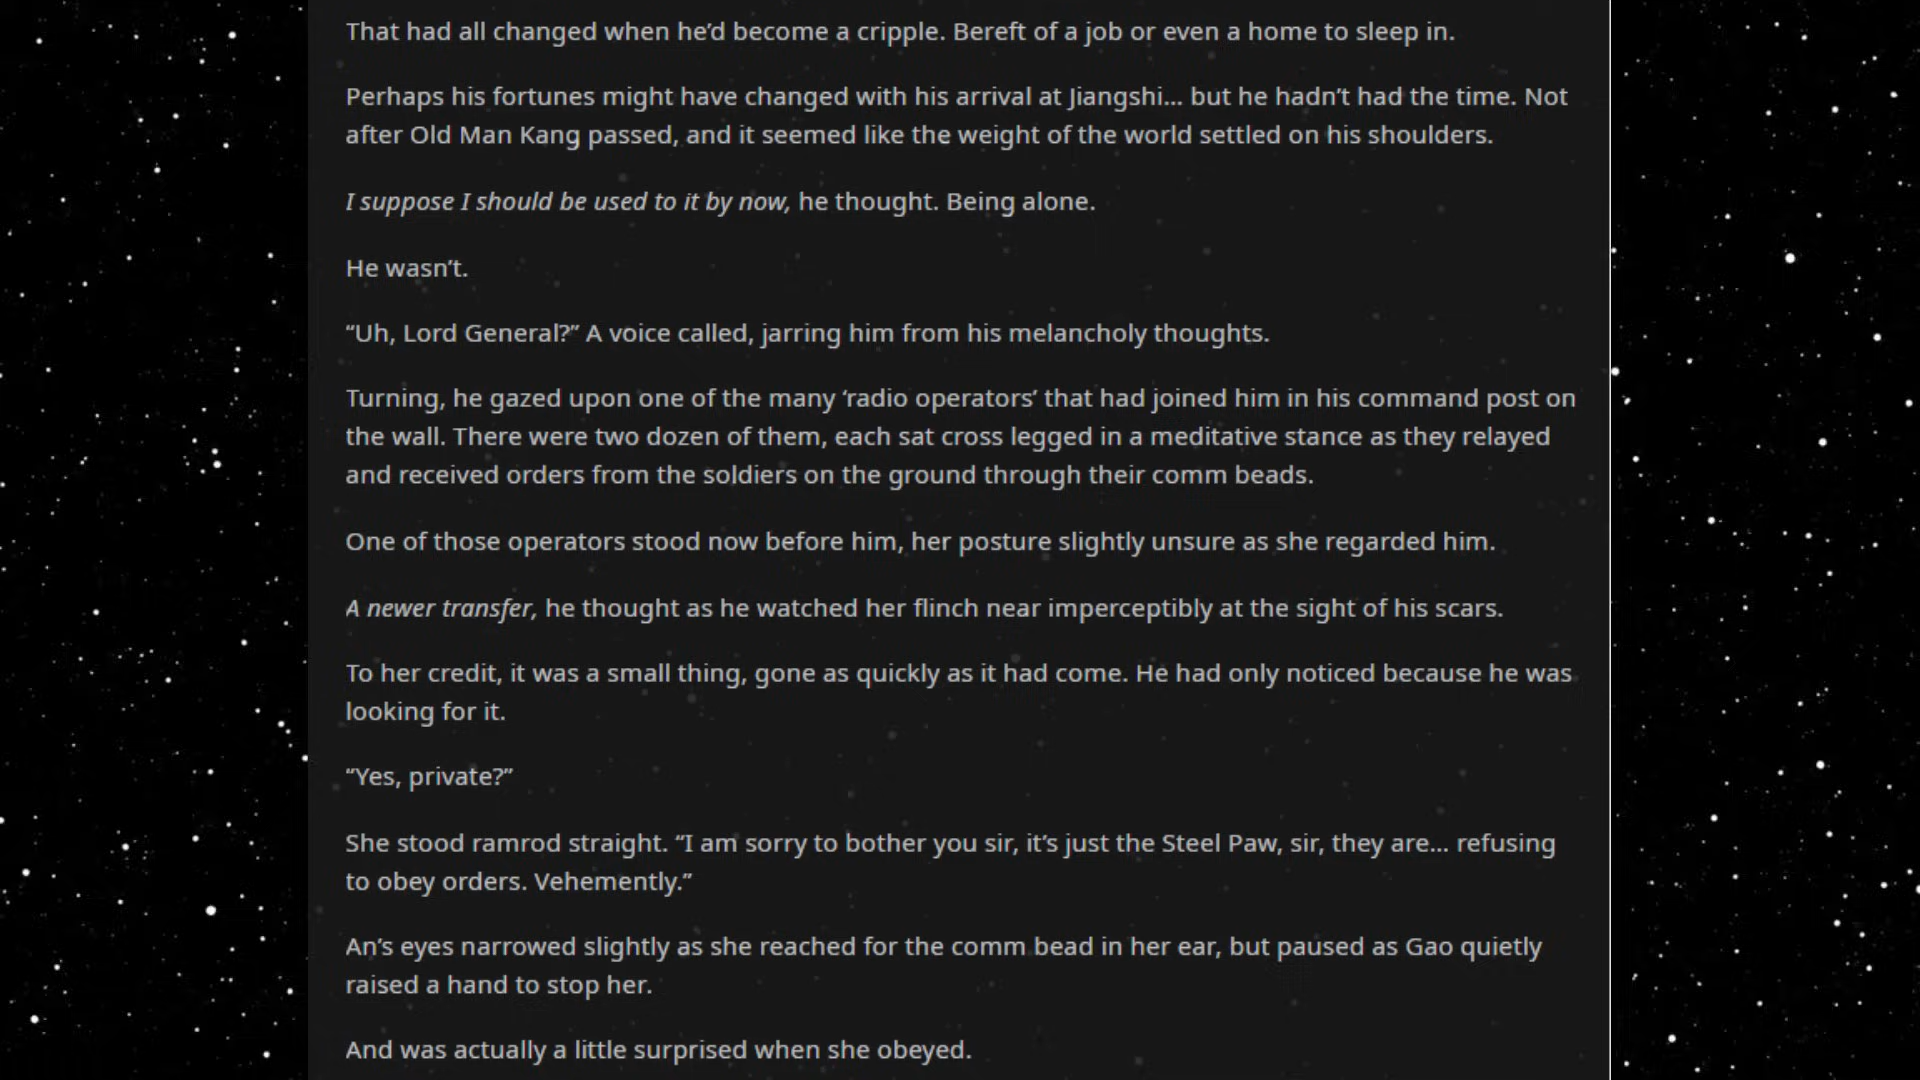 That had all changed when he’d become a cripple. Bereft of a job or even a home to sleep in.
Perhaps his fortunes might have changed with his arrival at Jiangshi… but he hadn’t had the time. Not
after Old Man Kang passed, and it seemed like the weight of the world settled on his shoulders.
I suppose I should be used to it by now, he thought. Being alone.
He wasn’t.
“Uh, Lord General?” A voice called, jarring him from his melancholy thoughts.
Turning, he gazed upon one of the many ‘radio operators’ that had joined him in his command post on
the wall. There were two dozen of them, each sat cross legged in a meditative stance as they relayed
and received orders from the soldiers on the ground through their comm beads.
One of those operators stood now before him, her posture slightly unsure as she regarded him.
A newer transfer, he thought as he watched her flinch near imperceptibly at the sight of his scars.
To her credit, it was a small thing, gone as quickly as it had come. He had only noticed because he was
looking for it.
“Yes, private?”
She stood ramrod straight. “I am sorry to bother you sir, it’s just the Steel Paw, sir, they are… refusing
to obey orders. Vehemently.”
An’s eyes narrowed slightly as she reached for the comm bead in her ear, but paused as Gao quietly
raised a hand to stop her.
And was actually a little surprised when she obeyed.